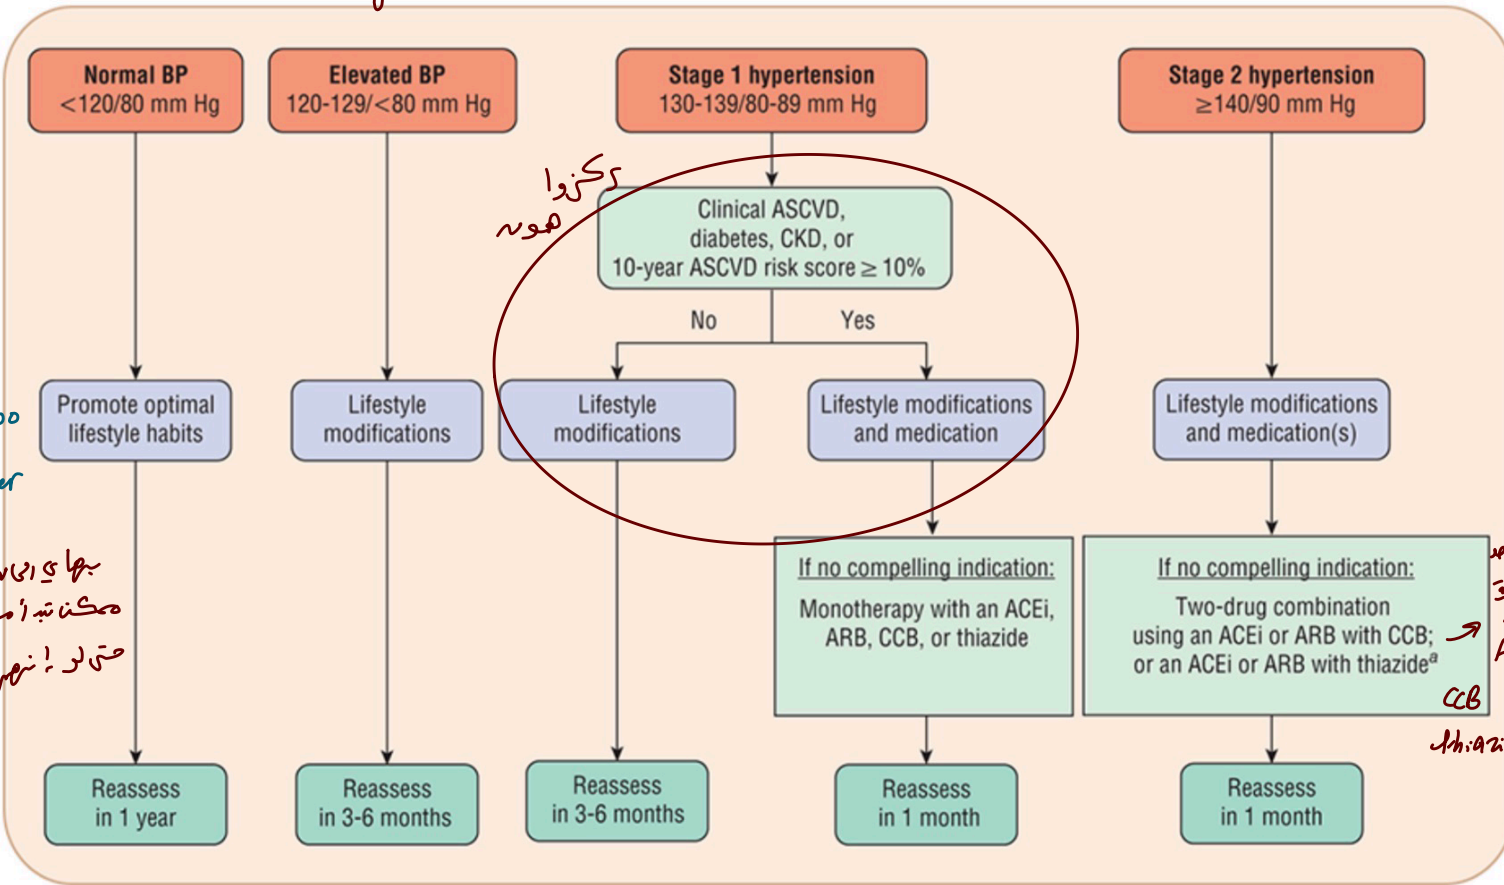 Normal BP
<120/80 mm Hg
Elevated BP
120-129/<80 mm Hg
Stage 1 hypertension
130-139/80-89 mm Hg
Stage 2 hypertension
≥140/90 mm Hg
ركزوا
هون
Clinical ASCVD,
diabetes, CKD, or
10-year ASCVD risk score ≥ 10%
No
Yes
Promote optimal
lifestyle habits
Lifestyle
modifications
Lifestyle
modifications
Lifestyle modifications
and medication
Lifestyle modifications
and medication(s)
حتى لو
If no compelling indication:
Monotherapy with an ACEi,
ARB, CCB, or thiazide
If no compelling indication:
Two-drug combination
using an ACEi or ARB with CCB;
or an ACEi or ARB with thiazideᵃ
CCB
Reassess
in 1 year
Reassess
in 3-6 months
Reassess
in 3-6 months
Reassess
in 1 month
Reassess
in 1 month